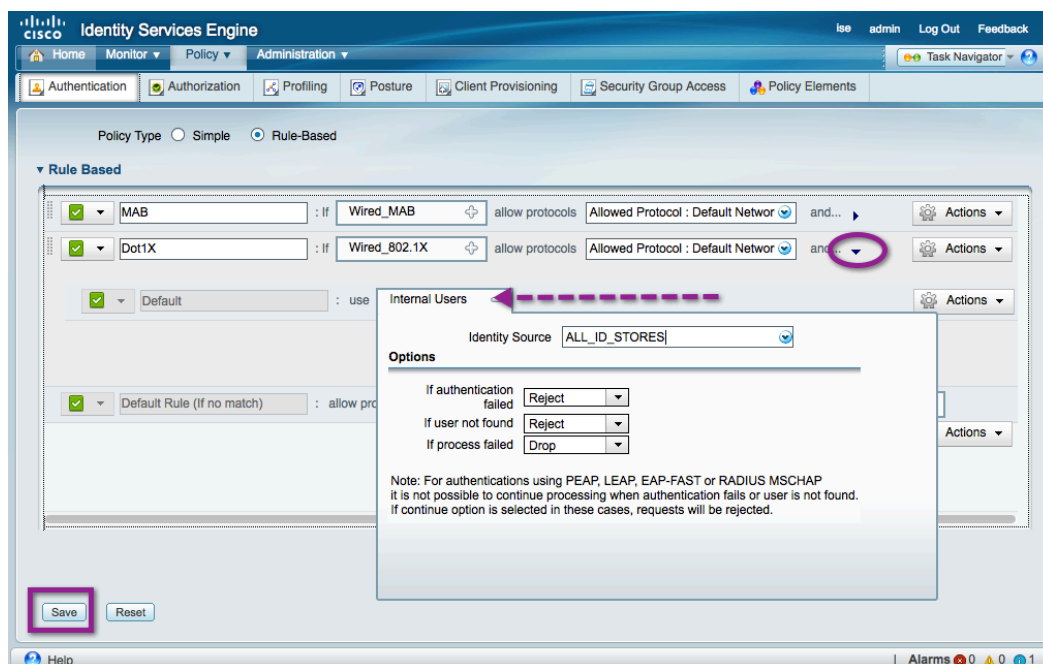 CISCO Identity Services Engine ise admin Log Out Feedback
Home Monitor Policy Administration Task Navigator
Authentication Authorization Profiling Posture Client Provisioning Security Group Access Policy Elements
Policy Type Simple Rule-Based
Rule Based
MAB : If Wired_MAB allow protocols Allowed Protocol : Default Networ and... Actions
Dot1X : If Wired_802.1X allow protocols Allowed Protocol : Default Networ and... Actions
Default : use Internal Users Actions
Identity Source ALL_ID_STORES
Options
If authentication
failed Reject
Default Rule (If no match) : allow pro
If user not found Reject
Actions
If process failed Drop
Note: For authentications using PEAP, LEAP, EAP-FAST or RADIUS MSCHAP
it is not possible to continue processing when authentication fails or user is not found.
If continue option is selected in these cases, requests will be rejected.
Save Reset
Help Alarms 0 0 1